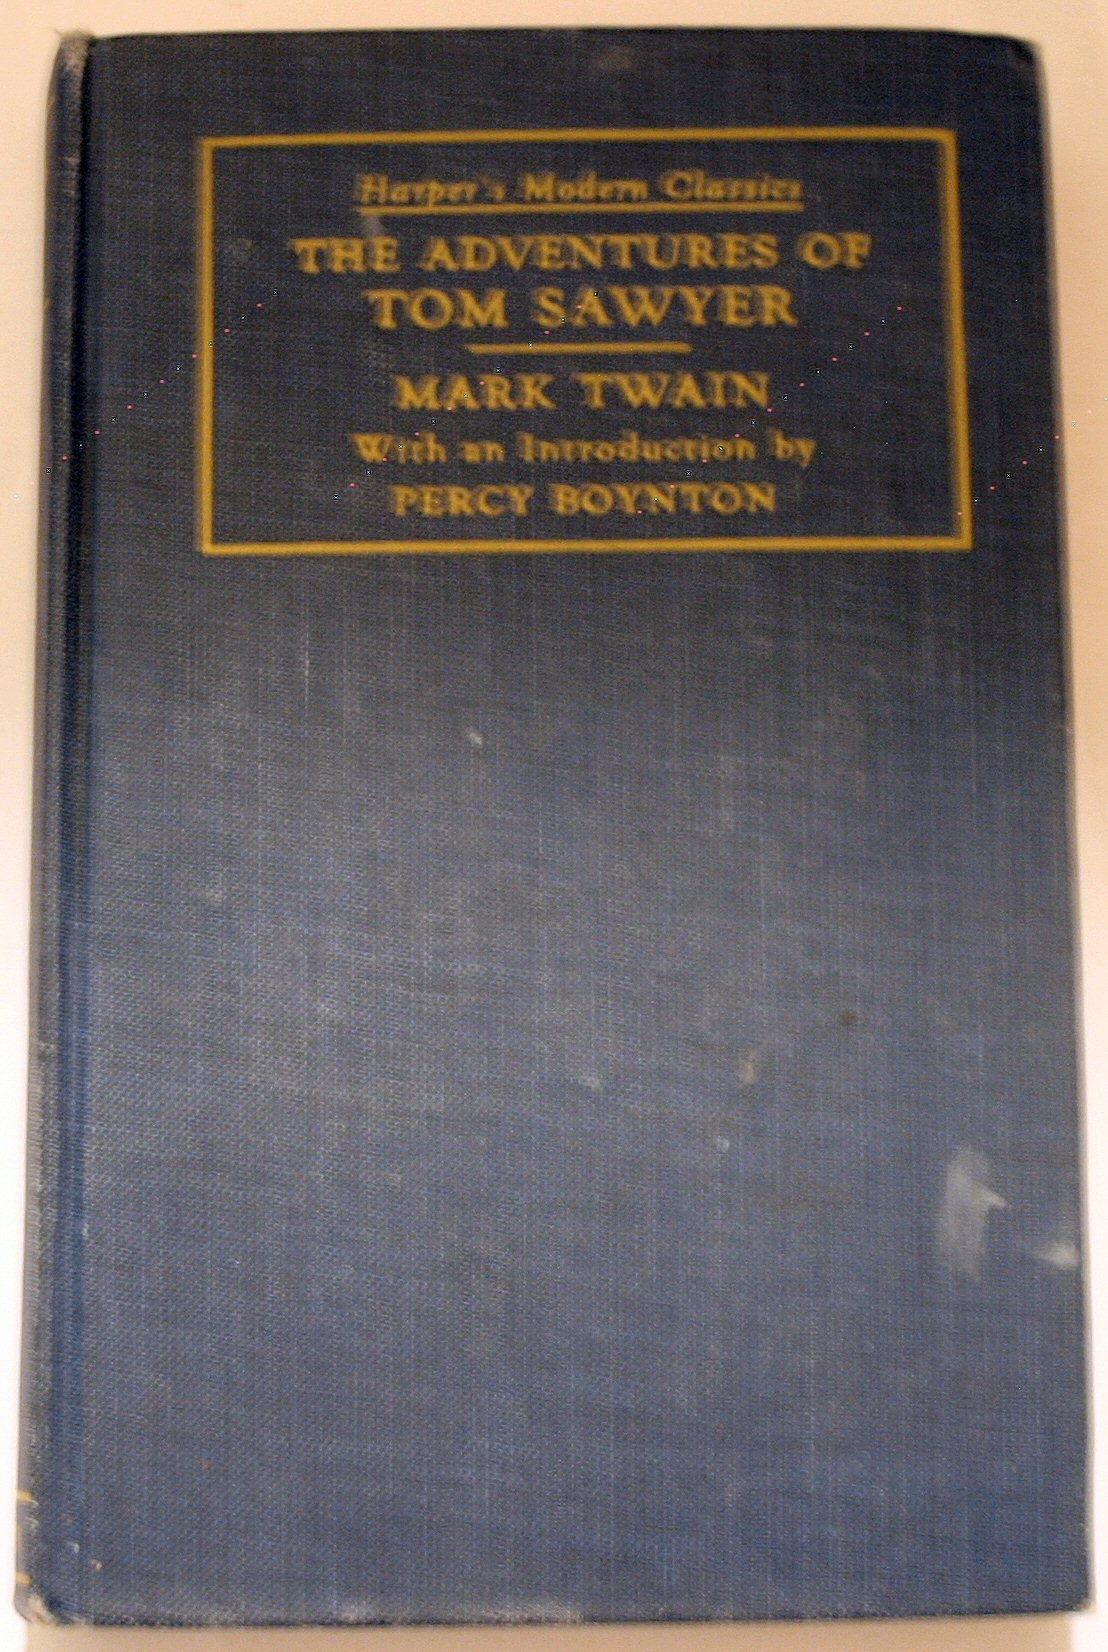 Harper's Modern Classics
THE ADVENTURES OF
TOM SAWYER
MARK TWAIN
With an Introduction by
PERCY BOYNTON